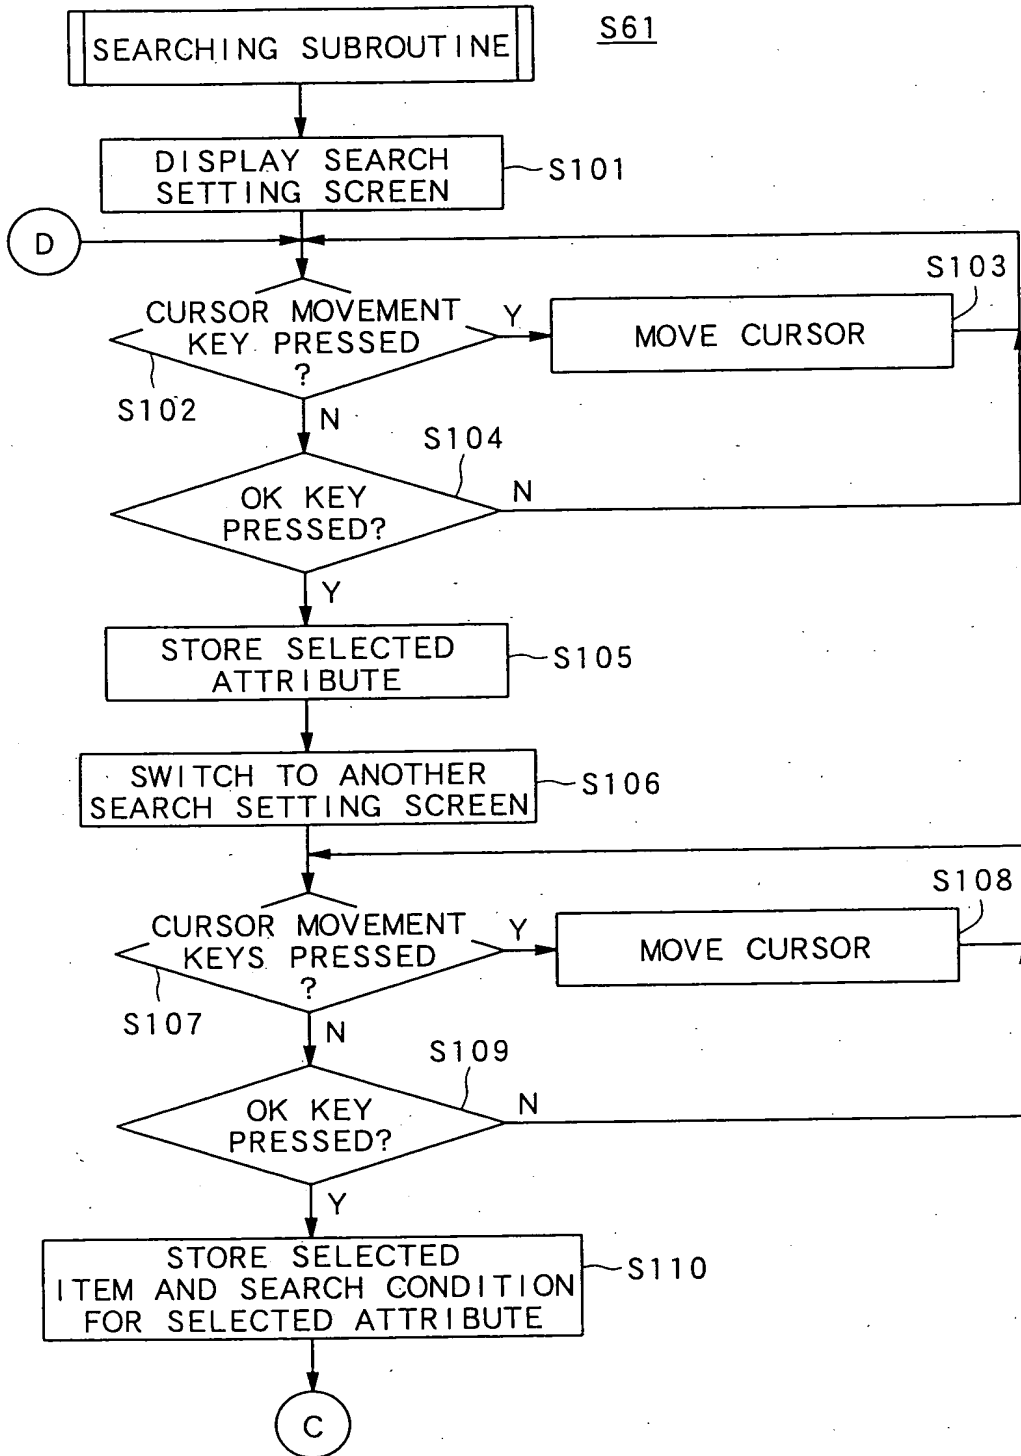 SEARCHING SUBROUTINE
S61
DISPLAY SEARCH
SETTING SCREEN
S101
D
CURSOR MOVEMENT
KEY PRESSED
?
Y
MOVE CURSOR
S103
S102
N
S104
OK KEY
PRESSED?
N
Y
STORE SELECTED
ATTRIBUTE
S105
SWITCH TO ANOTHER
SEARCH SETTING SCREEN
S106
CURSOR MOVEMENT
KEYS PRESSED
?
Y
MOVE CURSOR
S108
S107
N
S109
OK KEY
PRESSED?
N
Y
STORE SELECTED
ITEM AND SEARCH CONDITION
FOR SELECTED ATTRIBUTE
S110
C